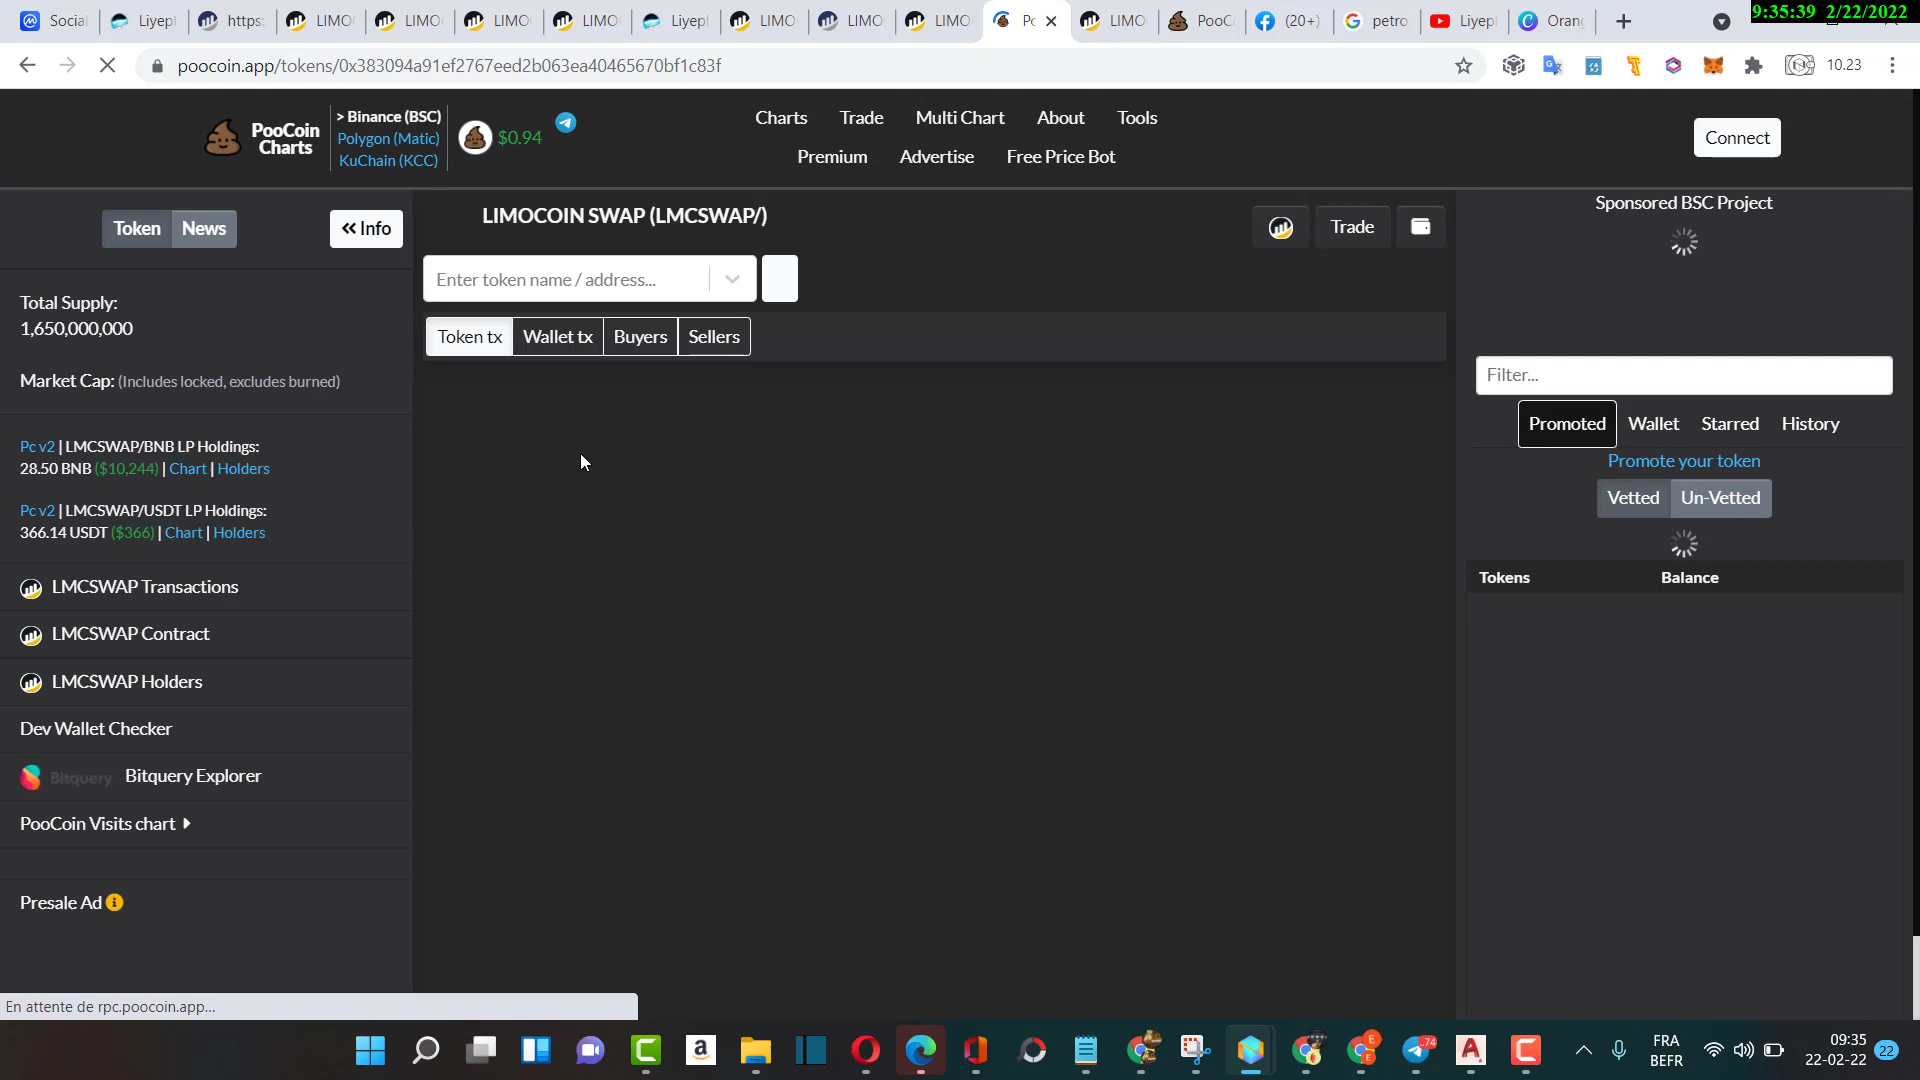 Social
Liyepl
https:
LIMO
LIMO
LIMO
LIMO
Liyepl
LIMO
LIMO
LIMO
Po
LIMO
PooC
(20+)
petro
Liyepl
Oran
9:35:39 2/22/2022
poocoin.app/tokens/0x383094a91ef2767eed2b063ea40465670bf1c83f
10.23
PooCoin
Charts
> Binance (BSC)
Polygon (Matic)
KuChain (KCC)
$0.94
Charts
Trade
Multi Chart
About
Tools
Premium
Advertise
Free Price Bot
Connect
Token
News
Info
LIMOCOIN SWAP (LMCSWAP/)
Trade
Sponsored BSC Project
Enter token name / address...
Total Supply:
1,650,000,000
Token tx
Wallet tx
Buyers
Sellers
Market Cap: (Includes locked, excludes burned)
Filter...
Promoted
Wallet
Starred
History
Promote your token
Vetted
Un-Vetted
Pc v2 | LMCSWAP/BNB LP Holdings:
28.50 BNB ($10,244) | Chart | Holders
Pc v2 | LMCSWAP/USDT LP Holdings:
366.14 USDT ($366) | Chart | Holders
Tokens
Balance
LMCSWAP Transactions
LMCSWAP Contract
LMCSWAP Holders
Dev Wallet Checker
Bitquery
Bitquery Explorer
PooCoin Visits chart
Presale Ad
En attente de rpc.poocoin.app...
74
FRA
BEFR
09:35
22-02-22
22